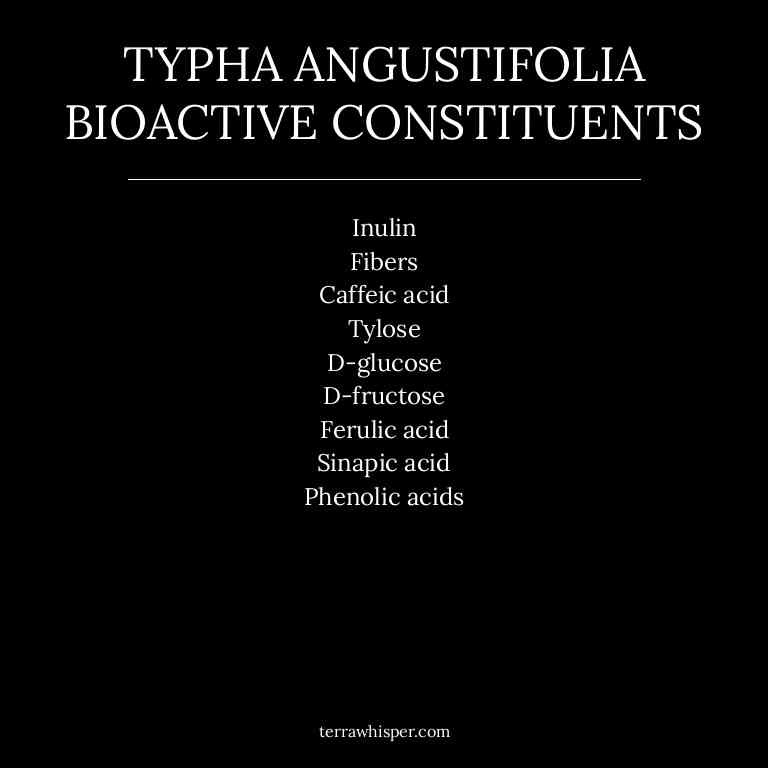 TYPHA ANGUSTIFOLIA
BIOACTIVE CONSTITUENTS
Inulin
Fibers
Caffeic acid
Tylose
D-glucose
D-fructose
Ferulic acid
Sinapic acid
Phenolic acids
terrawhisper.com